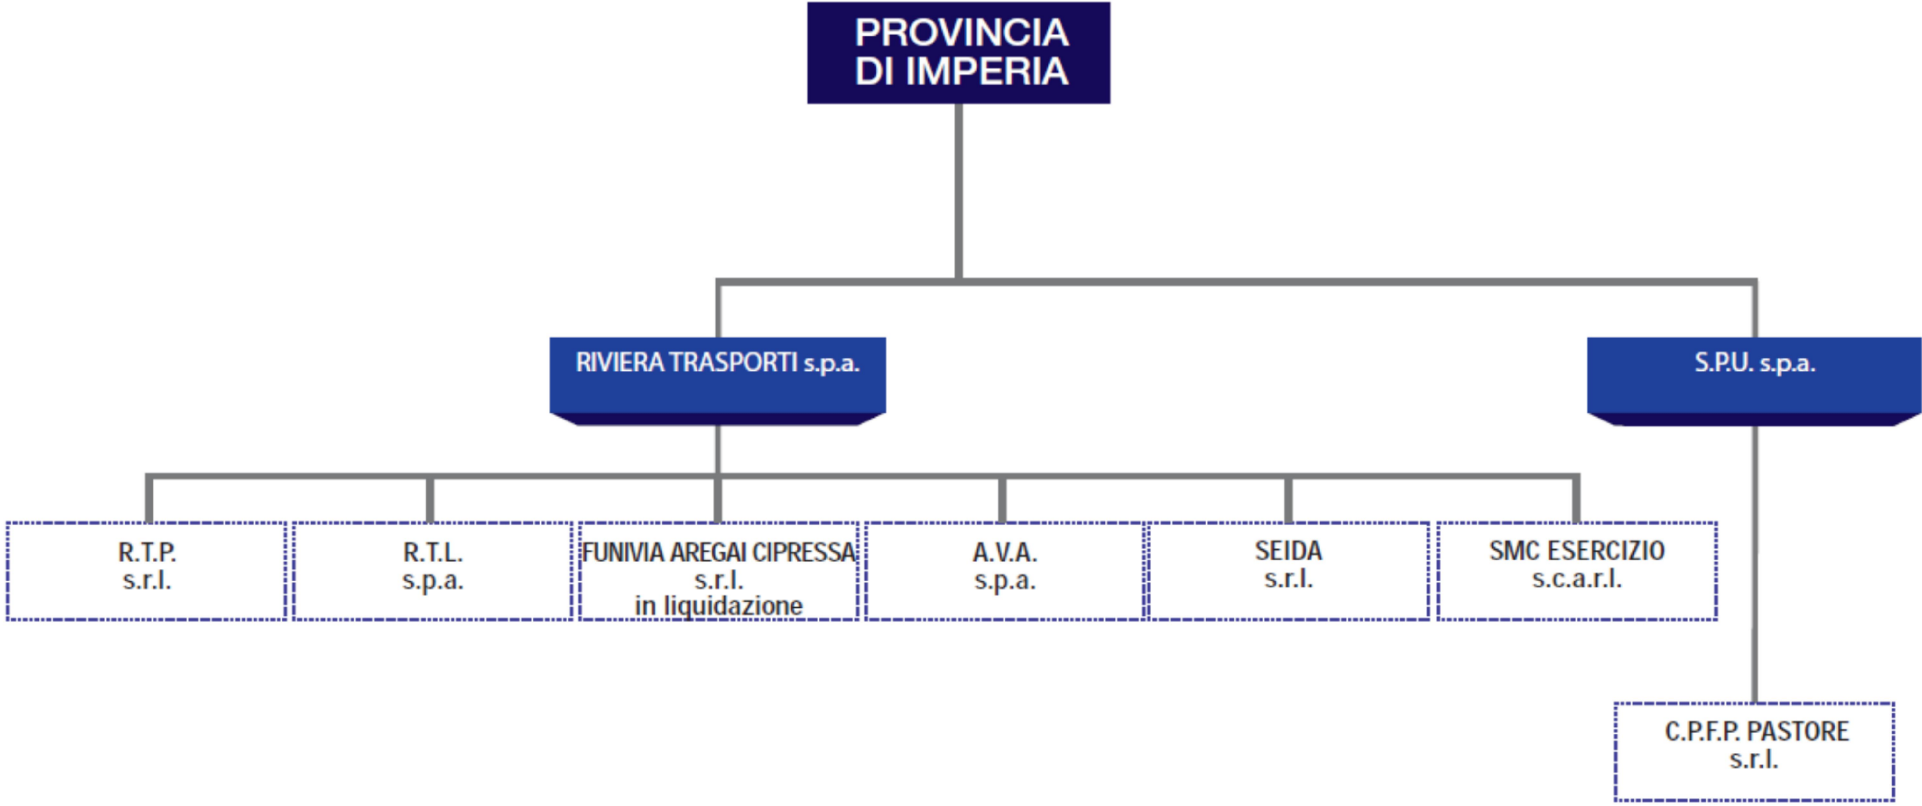 PROVINCIA
DI IMPERIA
RIVIERA TRASPORTI s.p.a.
S.P.U. s.p.a.
R.T.P.
s.r.l.
R.T.L.
s.p.a.
FUNIVIA AREGAI CIPRESSA
s.r.l.
in liquidazione
A.V.A.
s.p.a.
SEIDA
s.r.l.
SMC ESERCIZIO
s.c.a.r.l.
C.P.F.P. PASTORE
s.r.l.